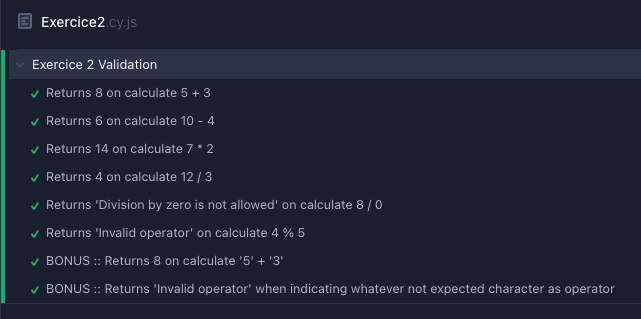 Exercice2.cy.js
Exercice 2 Validation
Returns 8 on calculate 5 + 3
Returns 6 on calculate 10 - 4
Returns 14 on calculate 7 * 2
Returns 4 on calculate 12 / 3
Returns 'Division by zero is not allowed' on calculate 8 / 0
Returns 'Invalid operator' on calculate 4 % 5
BONUS :: Returns 8 on calculate '5' + '3'
BONUS :: Returns 'Invalid operator' when indicating whatever not expected character as operator